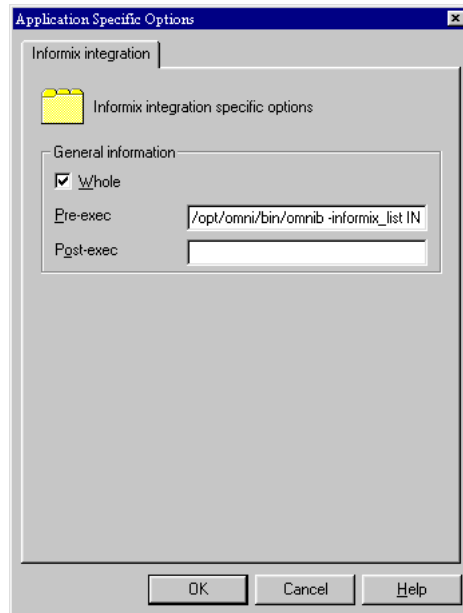 Application Specific Options
Informix integration
Informix integration specific options
General information
Whole
Pre-exec /opt/omni/bin/omnib -informix_list IN
Post-exec
OK Cancel Help